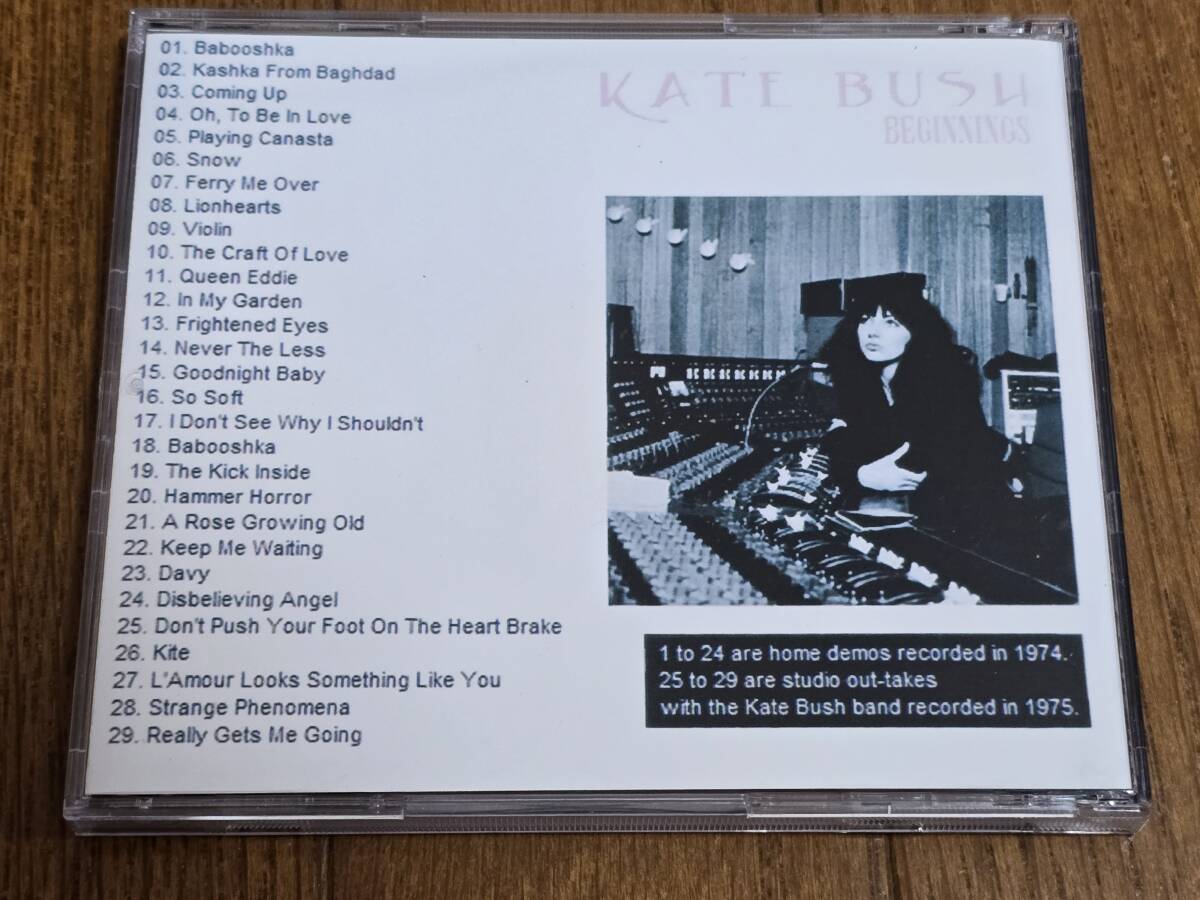 01. Babooshka
02. Kashka From Baghdad
03. Coming Up
04. Oh, To Be In Love
05. Playing Canasta
06. Snow
07. Ferry Me Over
08. Lionhearts
09. Violin
10. The Craft Of Love
11. Queen Eddie
12. In My Garden
13. Frightened Eyes
14. Never The Less
15. Goodnight Baby
16. So Soft
17. I Don't See Why I Shouldn't
18. Babooshka
19. The Kick Inside
20. Hammer Horror
21. A Rose Growing Old
22. Keep Me Waiting
23. Davy
24. Disbelieving Angel
25. Don't Push Your Foot On The Heart Brake
26. Kite
27. L'Amour Looks Something Like You
28. Strange Phenomena
29. Really Gets Me Going
KATE BUSH
BEGINNINGS
1 to 24 are home demos recorded in 1974.
25 to 29 are studio out-takes
with the Kate Bush band recorded in 1975.